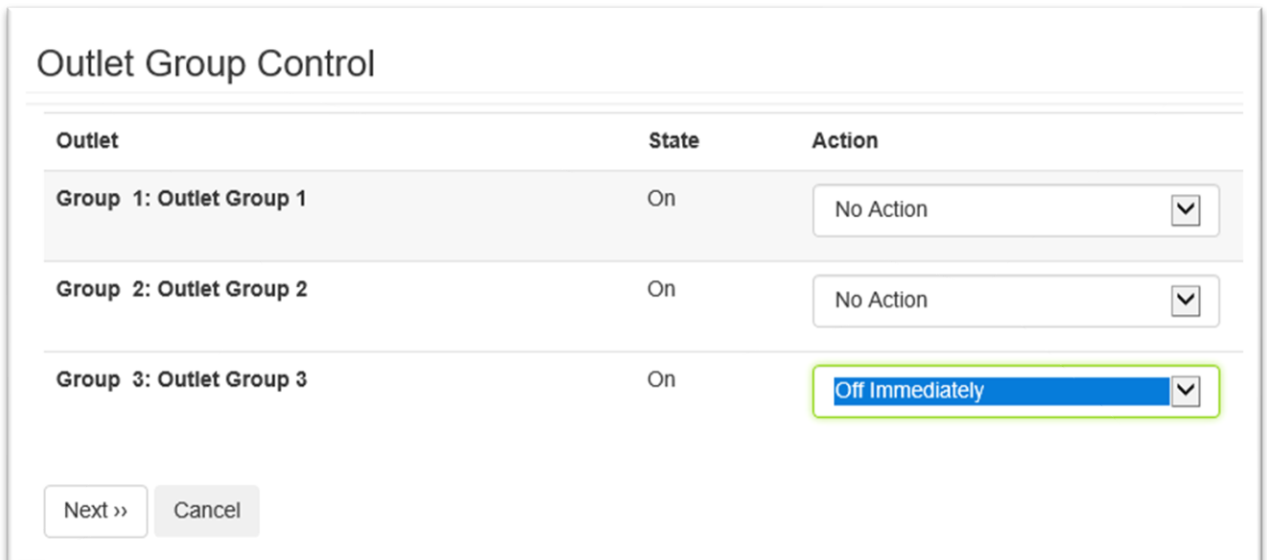 Outlet Group Control
Outlet State Action
Group 1: Outlet Group 1 On No Action
Group 2: Outlet Group 2 On No Action
Group 3: Outlet Group 3 On Off Immediately
Next ›› Cancel